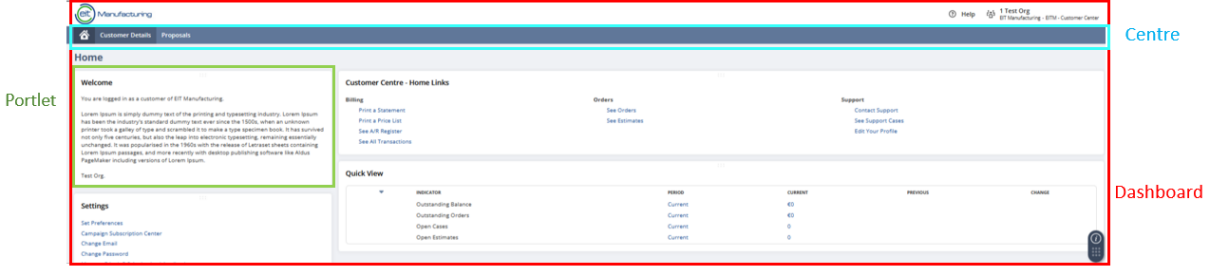 eit Manufacturing
Help
1 Test Org
EIT Manufacturing - EITM - Customer Center
Customer Details Proposals
Centre
Home
Portlet
Welcome
You are logged in as a customer of EIT Manufacturing.
Lorem Ipsum is simply dummy text of the printing and typesetting industry. Lorem Ipsum
has been the industry's standard dummy text ever since the 1500s, when an unknown
printer took a galley of type and scrambled it to make a type specimen book. It has survived
not only five centuries, but also the leap into electronic typesetting, remaining essentially
unchanged. It was popularised in the 1960s with the release of Letraset sheets containing
Lorem Ipsum passages, and more recently with desktop publishing software like Aldus
PageMaker including versions of Lorem Ipsum.
Test Org.
Customer Centre - Home Links
Billing Orders Support
Print a Statement See Orders Contact Support
Print a Price List See Estimates See Support Cases
See A/R Register Edit Your Profile
See All Transactions
Quick View
INDICATOR PERIOD CURRENT PREVIOUS CHANGE
Outstanding Balance Current €0
Outstanding Orders Current €0
Open Cases Current 0
Open Estimates Current 0
Dashboard
Settings
Set Preferences
Campaign Subscription Center
Change Email
Change Password